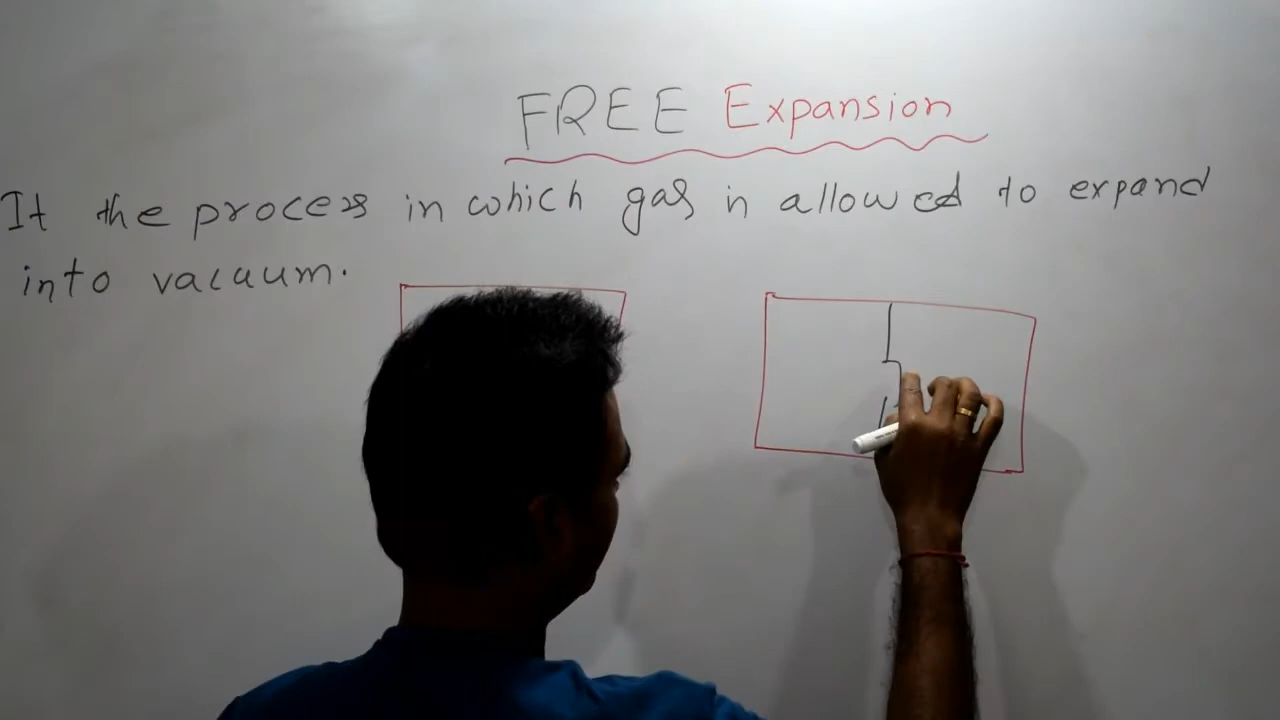 FREE Expansion
It the process in which gas in allowed to expand
into vacuum.